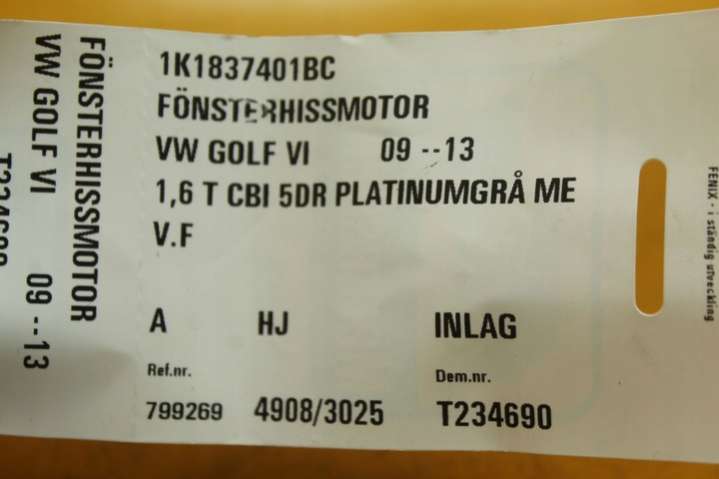 1K1837401BC
FÖNSTERHISSMOTOR
VW GOLF VI 09 --13
1,6 T CBI 5DR PLATINUMGRÅ ME
V.F
A HJ INLAG
Ref.nr. Dem.nr.
799269 4908/3025 T234690
FÖNSTERHISSMOTOR
VW GOLF VI 09 --13
FENIX - i ständig utveckling